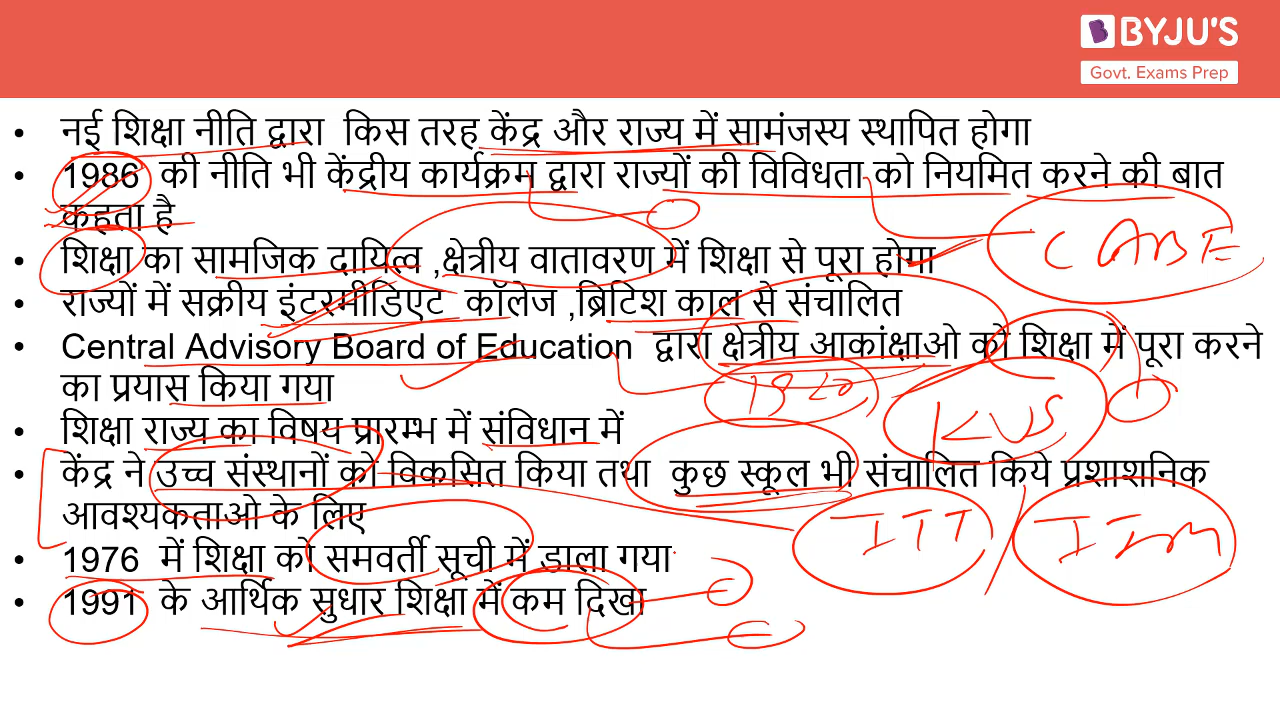 BYJU'S
Govt. Exams Prep
• नई शिक्षा नीति द्वारा किस तरह केंद्र और राज्य में सामंजस्य स्थापित होगा
• 1986 की नीति भी केंद्रीय कार्यक्रम द्वारा राज्यों की विविधता को नियमित करने की बात
कहता है
CABE
• शिक्षा का सामजिक दायित्व ,क्षेत्रीय वातावरण में शिक्षा से पूरा होगा
• राज्यों में सक्रीय इंटरमीडिएट कॉलेज ,ब्रिटिश काल से संचालित
• Central Advisory Board of Education द्वारा क्षेत्रीय आकांक्षाओ को शिक्षा में पूरा करने
का प्रयास किया गया
1920
KVS
• शिक्षा राज्य का विषय प्रारम्भ में संविधान में
• केंद्र ने उच्च संस्थानों को विकसित किया तथा कुछ स्कूल भी संचालित किये प्रशाशनिक
आवश्यकताओ के लिए
IIT / IIM
• 1976 में शिक्षा को समवर्ती सूची में डाला गया
• 1991 के आर्थिक सुधार शिक्षा में कम दिखा